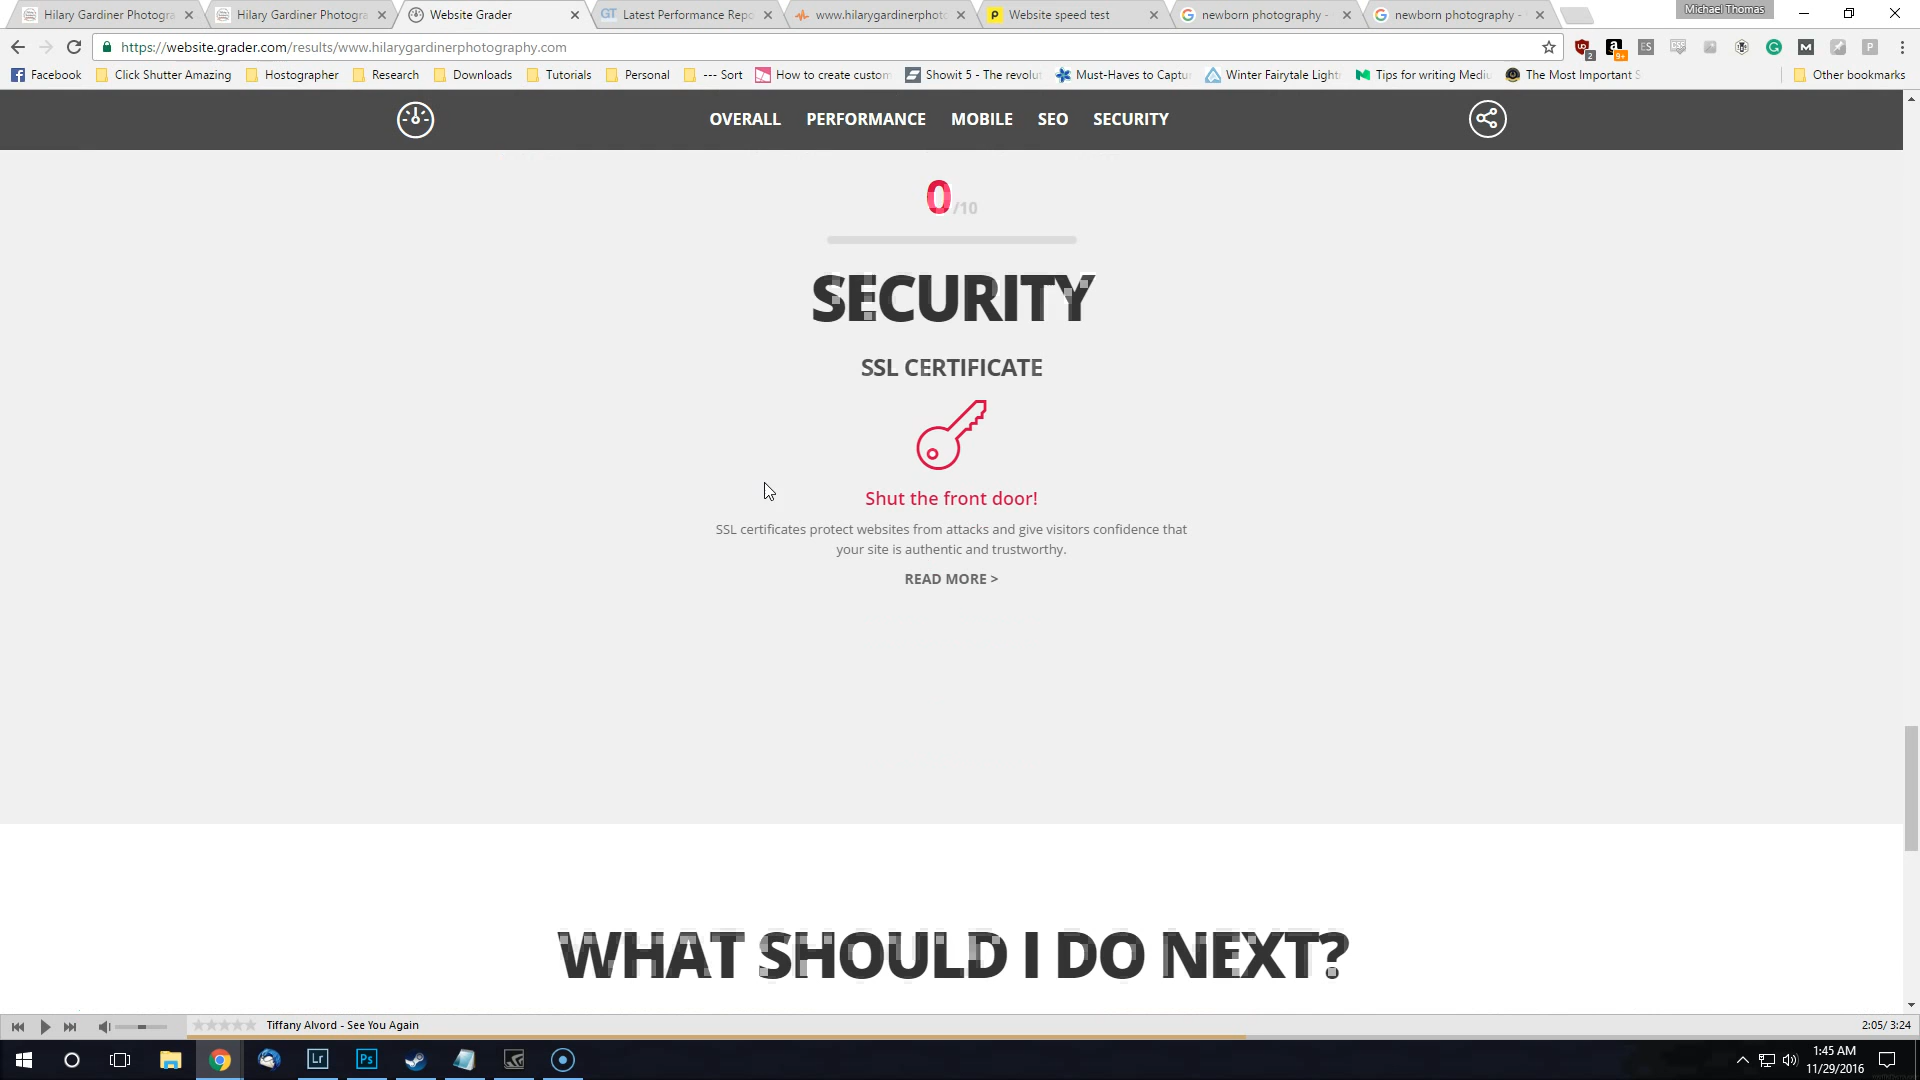 Hilary Gardiner Photogra
Hilary Gardiner Photogra
Website Grader
Latest Performance Repo
www.hilarygardinerphoto
Website speed test
newborn photography -
newborn photography -
Michael Thomas
https://website.grader.com/results/www.hilarygardinerphotography.com
Facebook
Click Shutter Amazing
Hostographer
Research
Downloads
Tutorials
Personal
--- Sort
How to create custom
Showit 5 - The revolut
Must-Haves to Captu
Winter Fairytale Light
Tips for writing Mediu
The Most Important S
Other bookmarks
OVERALL PERFORMANCE MOBILE SEO SECURITY
0/10
SECURITY
SSL CERTIFICATE
Shut the front door!
SSL certificates protect websites from attacks and give visitors confidence that
your site is authentic and trustworthy.
READ MORE >
WHAT SHOULD I DO NEXT?
Tiffany Alvord - See You Again
2:05/ 3:24
Lr
Ps
1:45 AM
11/29/2016